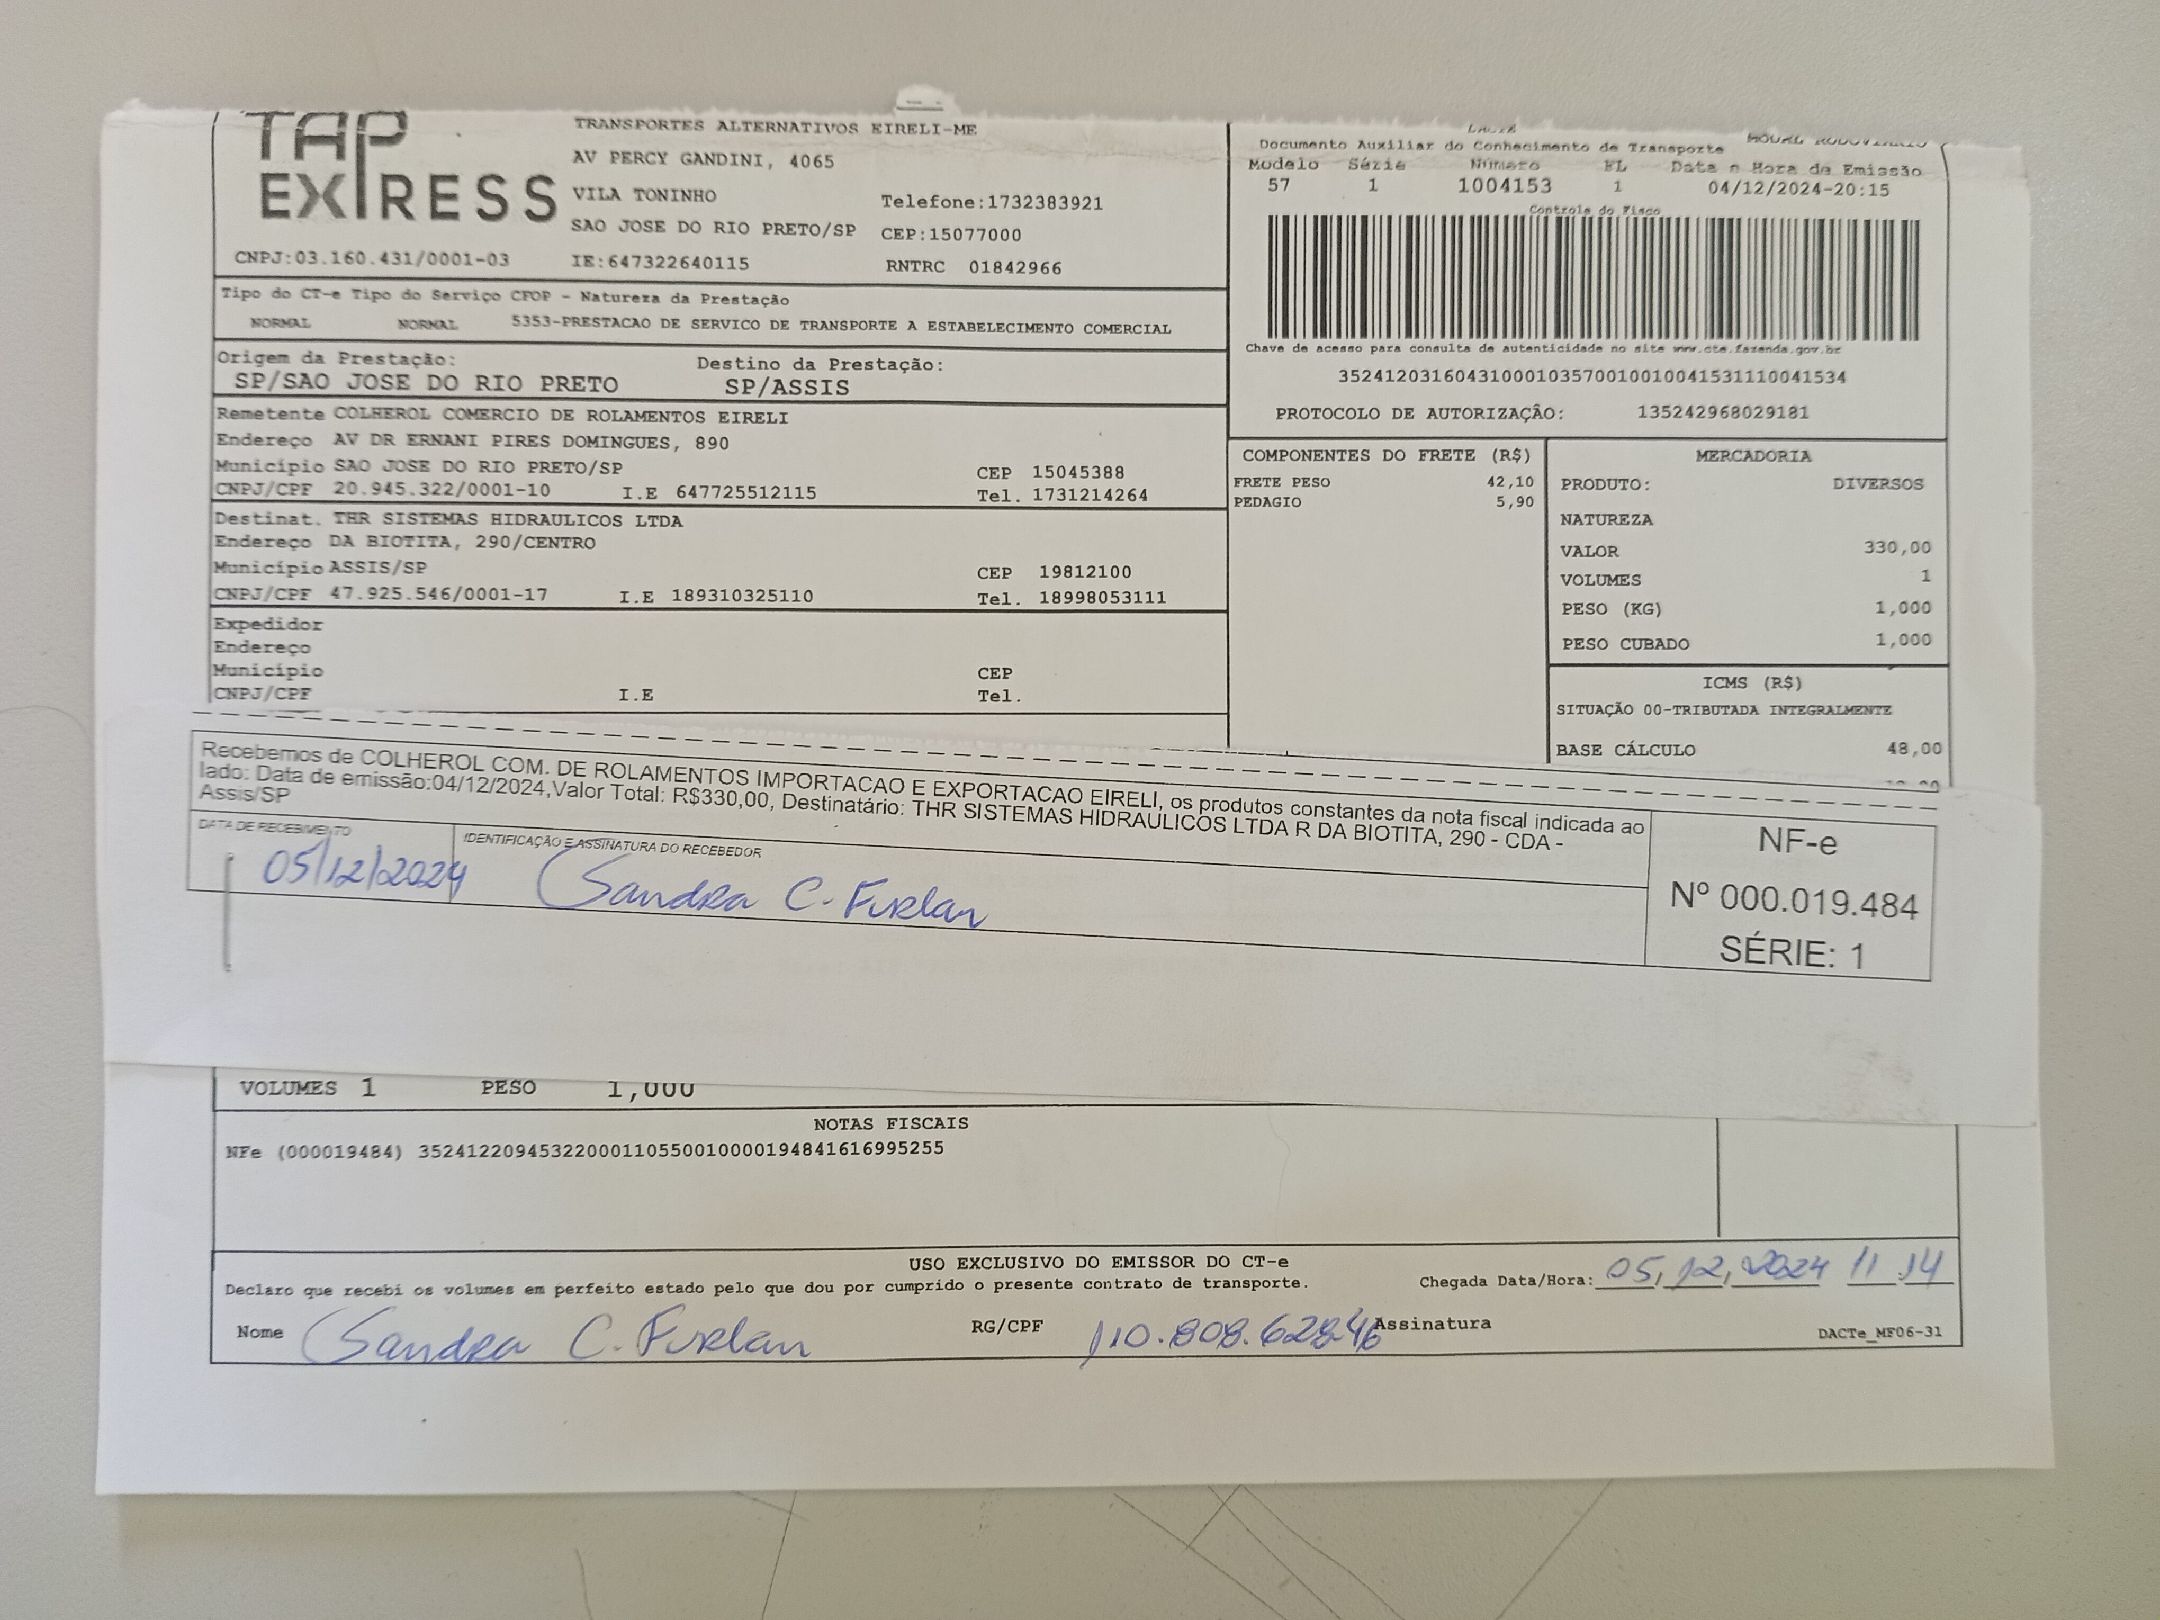 TAP
EXPRESS
TRANSPORTES ALTERNATIVOS EIRELI-ME
AV PERCY GANDINI, 4065
VILA TONINHO
Telefone:1732383921
SAO JOSE DO RIO PRETO/SP CEP:15077000
CNPJ:03.160.431/0001-03 IE:647322640115 RNTRC 01842966
Documento Auxiliar do Conhecimento de Transporte
Modelo Série Número FL Data e Hora de Emissão
57 1 1004153 1 04/12/2024-20:15
Controle do Fisco
Chave de acesso para consulta de autenticidade no site www.cte.fazenda.gov.br
35241203160431000103570010010041531110041534
PROTOCOLO DE AUTORIZAÇÃO: 135242968029181
Tipo do CT-e Tipo do Serviço CFOP - Natureza da Prestação
NORMAL NORMAL 5353-PRESTACAO DE SERVICO DE TRANSPORTE A ESTABELECIMENTO COMERCIAL
Origem da Prestação: Destino da Prestação:
SP/SAO JOSE DO RIO PRETO SP/ASSIS
Remetente COLHEROL COMERCIO DE ROLAMENTOS EIRELI
Endereço AV DR ERNANI PIRES DOMINGUES, 890
Município SAO JOSE DO RIO PRETO/SP CEP 15045388
CNPJ/CPF 20.945.322/0001-10 I.E 647725512115 Tel. 1731214264
Destinat. THR SISTEMAS HIDRAULICOS LTDA
Endereço DA BIOTITA, 290/CENTRO
Município ASSIS/SP CEP 19812100
CNPJ/CPF 47.925.546/0001-17 I.E 189310325110 Tel. 18998053111
Expedidor
Endereço
Município CEP
CNPJ/CPF I.E Tel.
COMPONENTES DO FRETE (R$)
FRETE PESO 42,10
PEDAGIO 5,90
MERCADORIA
PRODUTO: DIVERSOS
NATUREZA
VALOR 330,00
VOLUMES 1
PESO (KG) 1,000
PESO CUBADO 1,000
ICMS (R$)
SITUAÇÃO 00-TRIBUTADA INTEGRALMENTE
BASE CÁLCULO 48,00
Recebemos de COLHEROL COM. DE ROLAMENTOS IMPORTACAO E EXPORTACAO EIRELI, os produtos constantes da nota fiscal indicada ao
lado: Data de emissão:04/12/2024,Valor Total: R$330,00, Destinatário: THR SISTEMAS HIDRAULICOS LTDA R DA BIOTITA, 290 - CDA -
Assis/SP
DATA DE RECEBIMENTO IDENTIFICAÇÃO E ASSINATURA DO RECEBEDOR
05/12/2024 Sandra C. Furlan
NF-e
Nº 000.019.484
SÉRIE: 1
VOLUMES 1 PESO 1,000
NOTAS FISCAIS
NFe (000019484) 35241220945322000110550010000194841616995255
USO EXCLUSIVO DO EMISSOR DO CT-e
Declaro que recebi os volumes em perfeito estado pelo que dou por cumprido o presente contrato de transporte. Chegada Data/Hora: 05/12/2024 11 14
Nome Sandra C. Furlan RG/CPF 110.808.62846 Assinatura DACTe_MF06-31